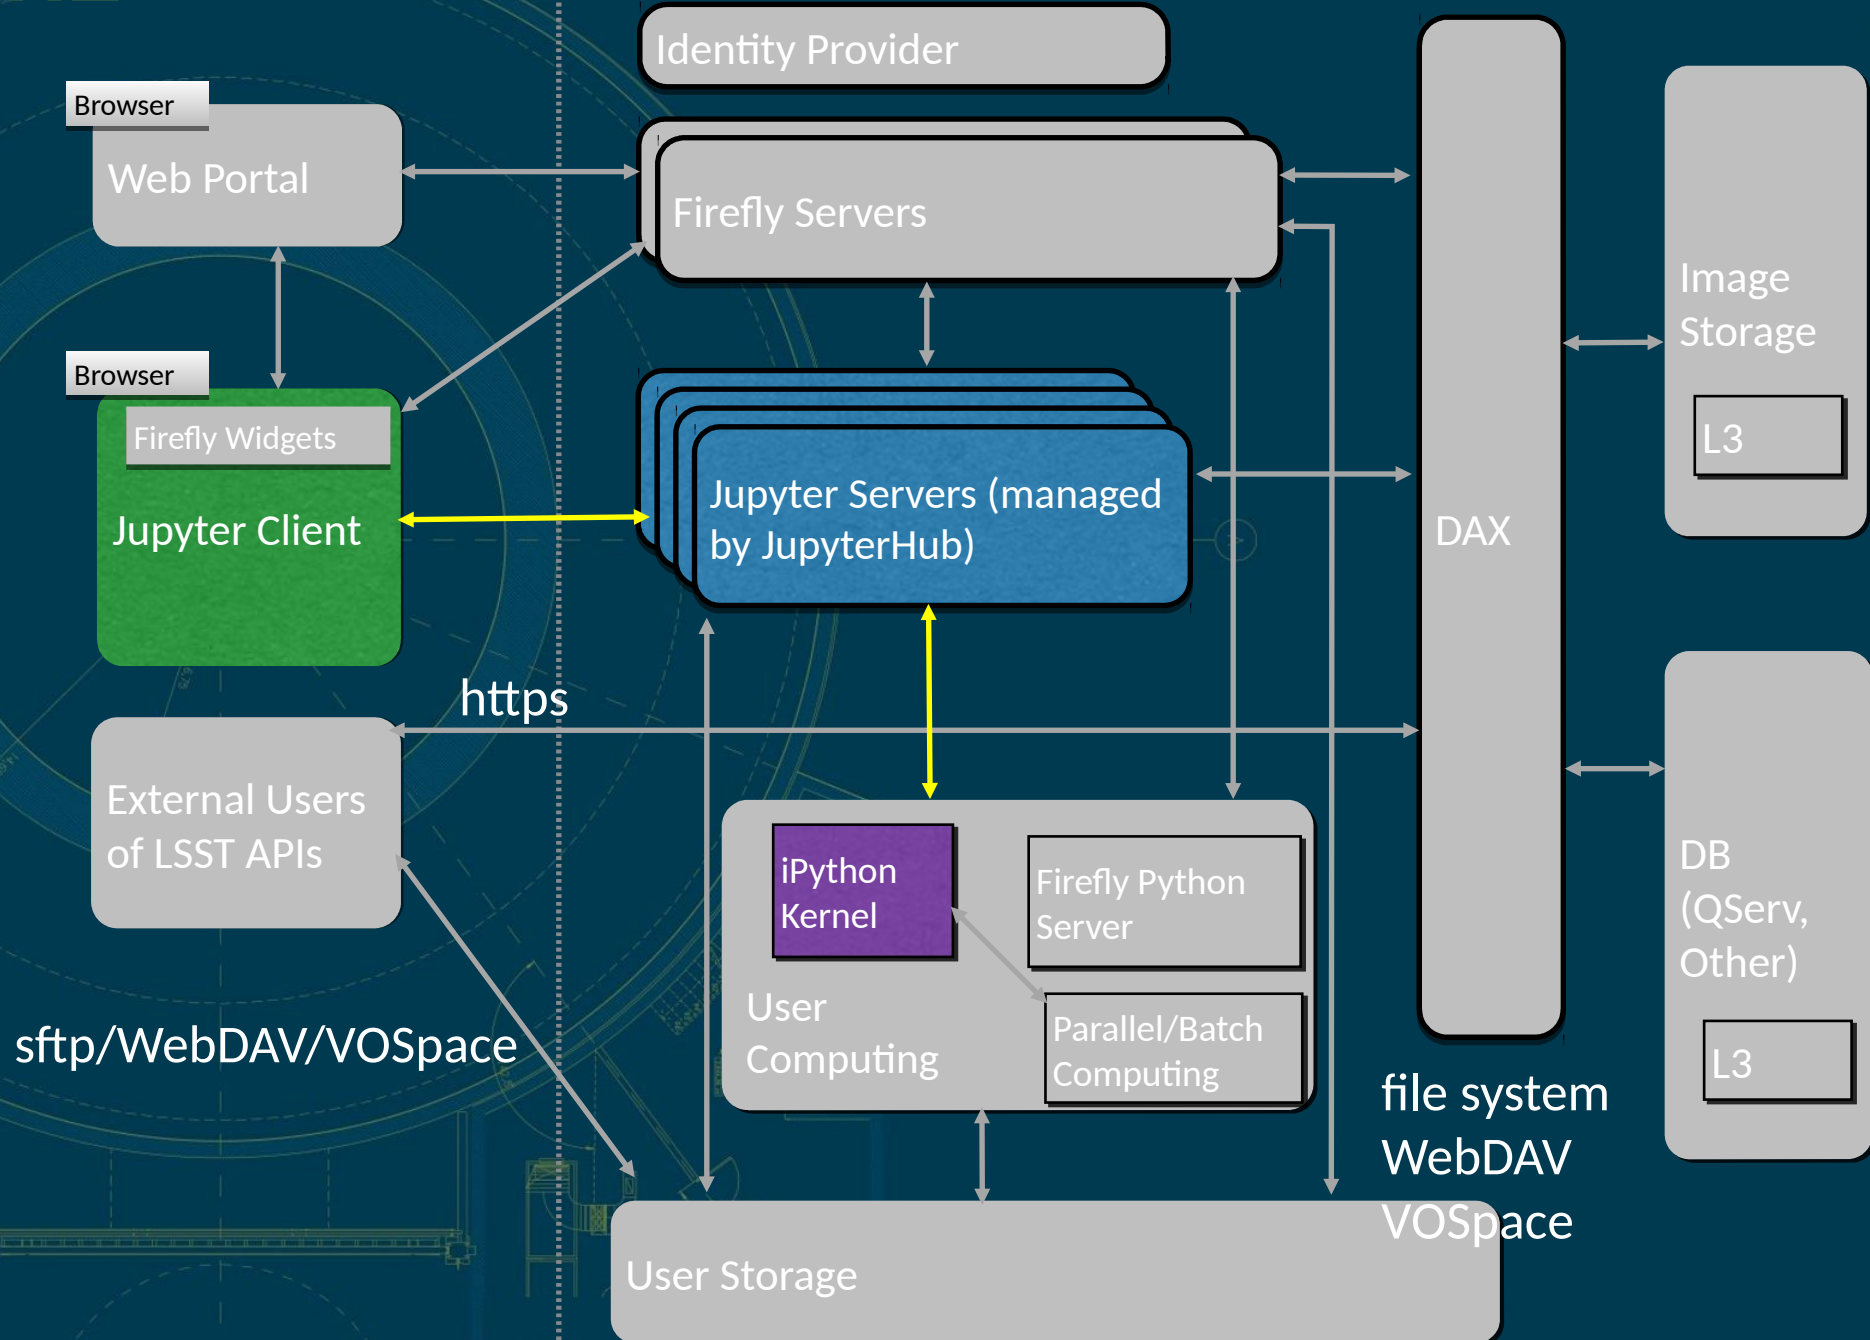 Identity Provider
Browser
Web Portal
Firefly Servers
Image
Storage
L3
Browser
Firefly Widgets
Jupyter Client
Jupyter Servers (managed
by JupyterHub)
DAX
https
External Users
of LSST APIs
iPython
Kernel
Firefly Python
Server
User
Computing
Parallel/Batch
Computing
DB
(QServ,
Other)
L3
sftp/WebDAV/VOSpace
file system
WebDAV
VOSpace
User Storage